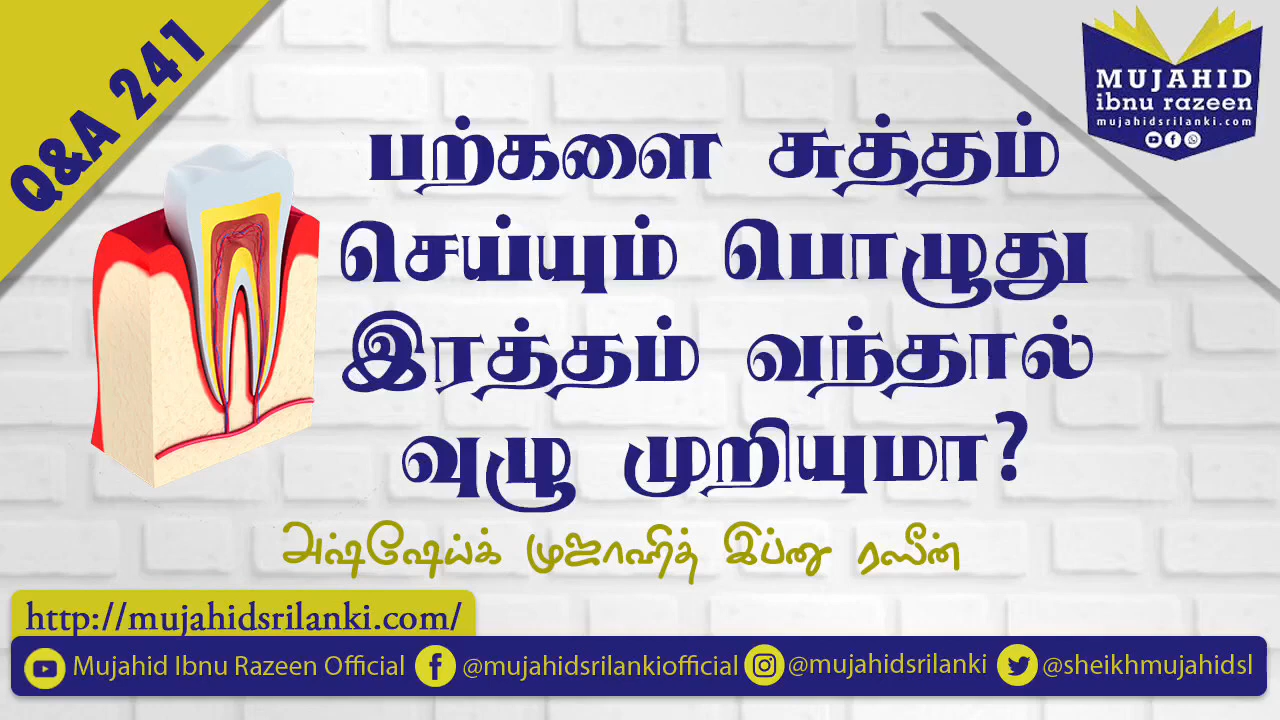 Q&A 241
MUJAHID
ibnu razeen
mujahidsrilanki.com
பற்களை சுத்தம்
செய்யும் பொழுது
இரத்தம் வந்தால்
வுழூ முறியுமா?
அஷ்ஷேய்க் முஜாஹித் இப்னு ரஸீன்
http://mujahidsrilanki.com/
Mujahid Ibnu Razeen Official @mujahidsrilankiofficial @mujahidsrilanki @sheikhmujahidsl